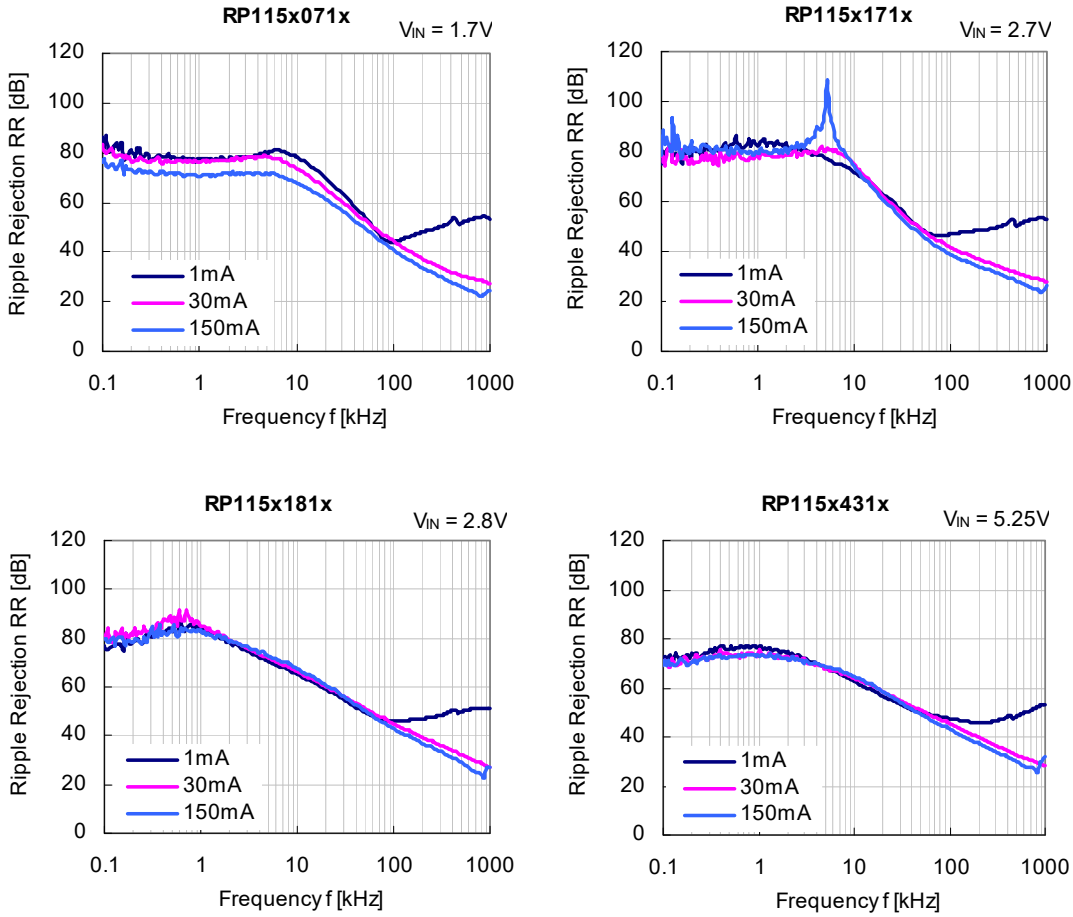 RP115x071x
VIN = 1.7V
Ripple Rejection RR [dB]
120
100
80
60
40
20
0
1mA
30mA
150mA
0.1
1
10
100
1000
Frequency f [kHz]
RP115x171x
VIN = 2.7V
Ripple Rejection RR [dB]
120
100
80
60
40
20
0
1mA
30mA
150mA
0.1
1
10
100
1000
Frequency f [kHz]
RP115x181x
VIN = 2.8V
Ripple Rejection RR [dB]
120
100
80
60
40
20
0
1mA
30mA
150mA
0.1
1
10
100
1000
Frequency f [kHz]
RP115x431x
VIN = 5.25V
Ripple Rejection RR [dB]
120
100
80
60
40
20
0
1mA
30mA
150mA
0.1
1
10
100
1000
Frequency f [kHz]